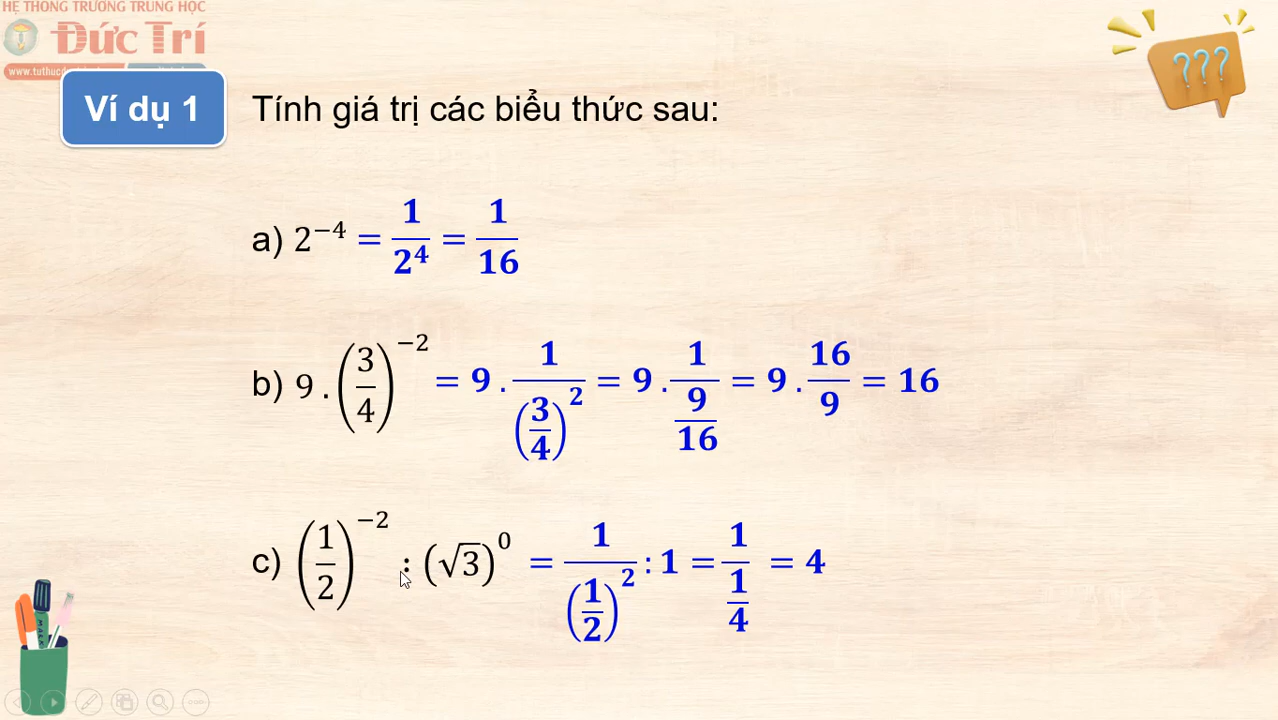 HỆ THỐNG TRƯỜNG TRUNG HỌC
Đức Trí
Ví dụ 1
Tính giá trị các biểu thức sau:
???
a) 2⁻⁴ = 1/2⁴ = 1/16
b) 9 . (3/4)⁻² = 9 . 1/(3/4)² = 9 . 1/(9/16) = 9 . 16/9 = 16
c) (1/2)⁻² : (√3)⁰ = 1/(1/2)² : 1 = 1/(1/4) = 4